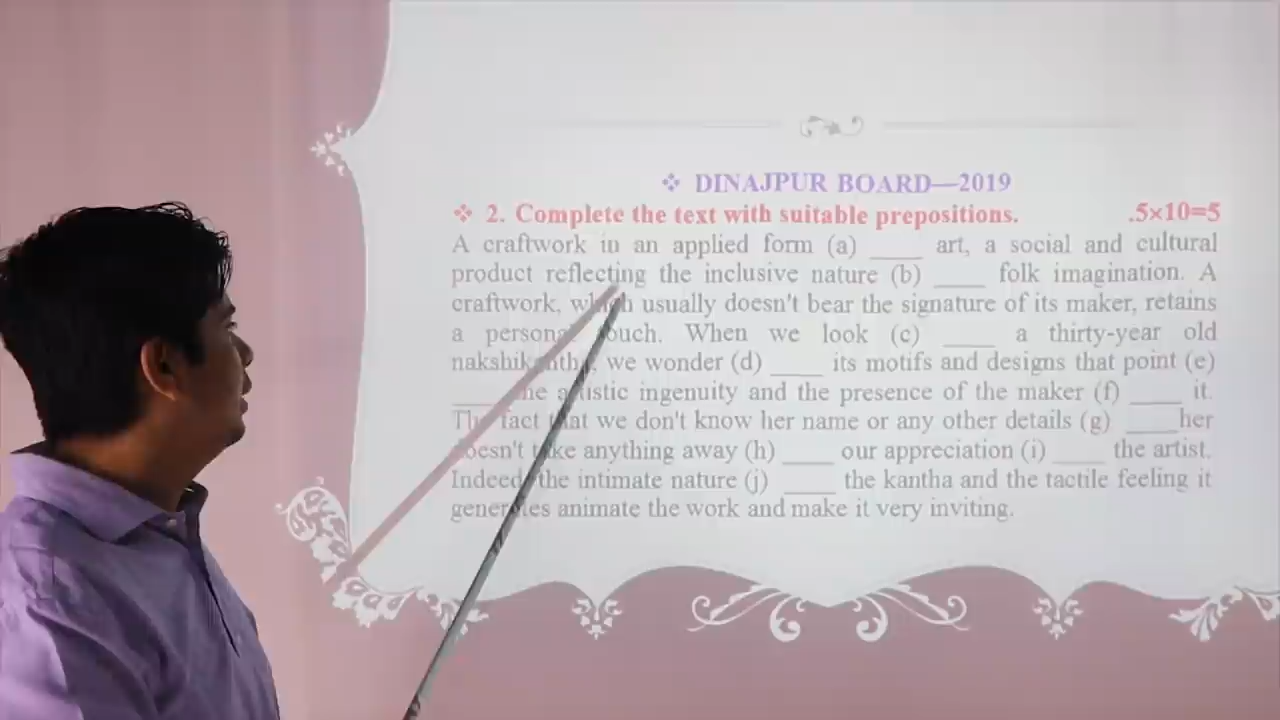 ❖ DINAJPUR BOARD—2019
❖ 2. Complete the text with suitable prepositions. .5×10=5
A craftwork in an applied form (a) ____ art, a social and cultural
product reflecting the inclusive nature (b) ____ folk imagination. A
craftwork, which usually doesn't bear the signature of its maker, retains
a personal touch. When we look (c) ____ a thirty-year old
nakshikantha, we wonder (d) ____ its motifs and designs that point (e)
____ the artistic ingenuity and the presence of the maker (f) ____ it.
The fact that we don't know her name or any other details (g) ____her
doesn't take anything away (h) ____ our appreciation (i) ____ the artist.
Indeed, the intimate nature (j) ____ the kantha and the tactile feeling it
generates animate the work and make it very inviting.